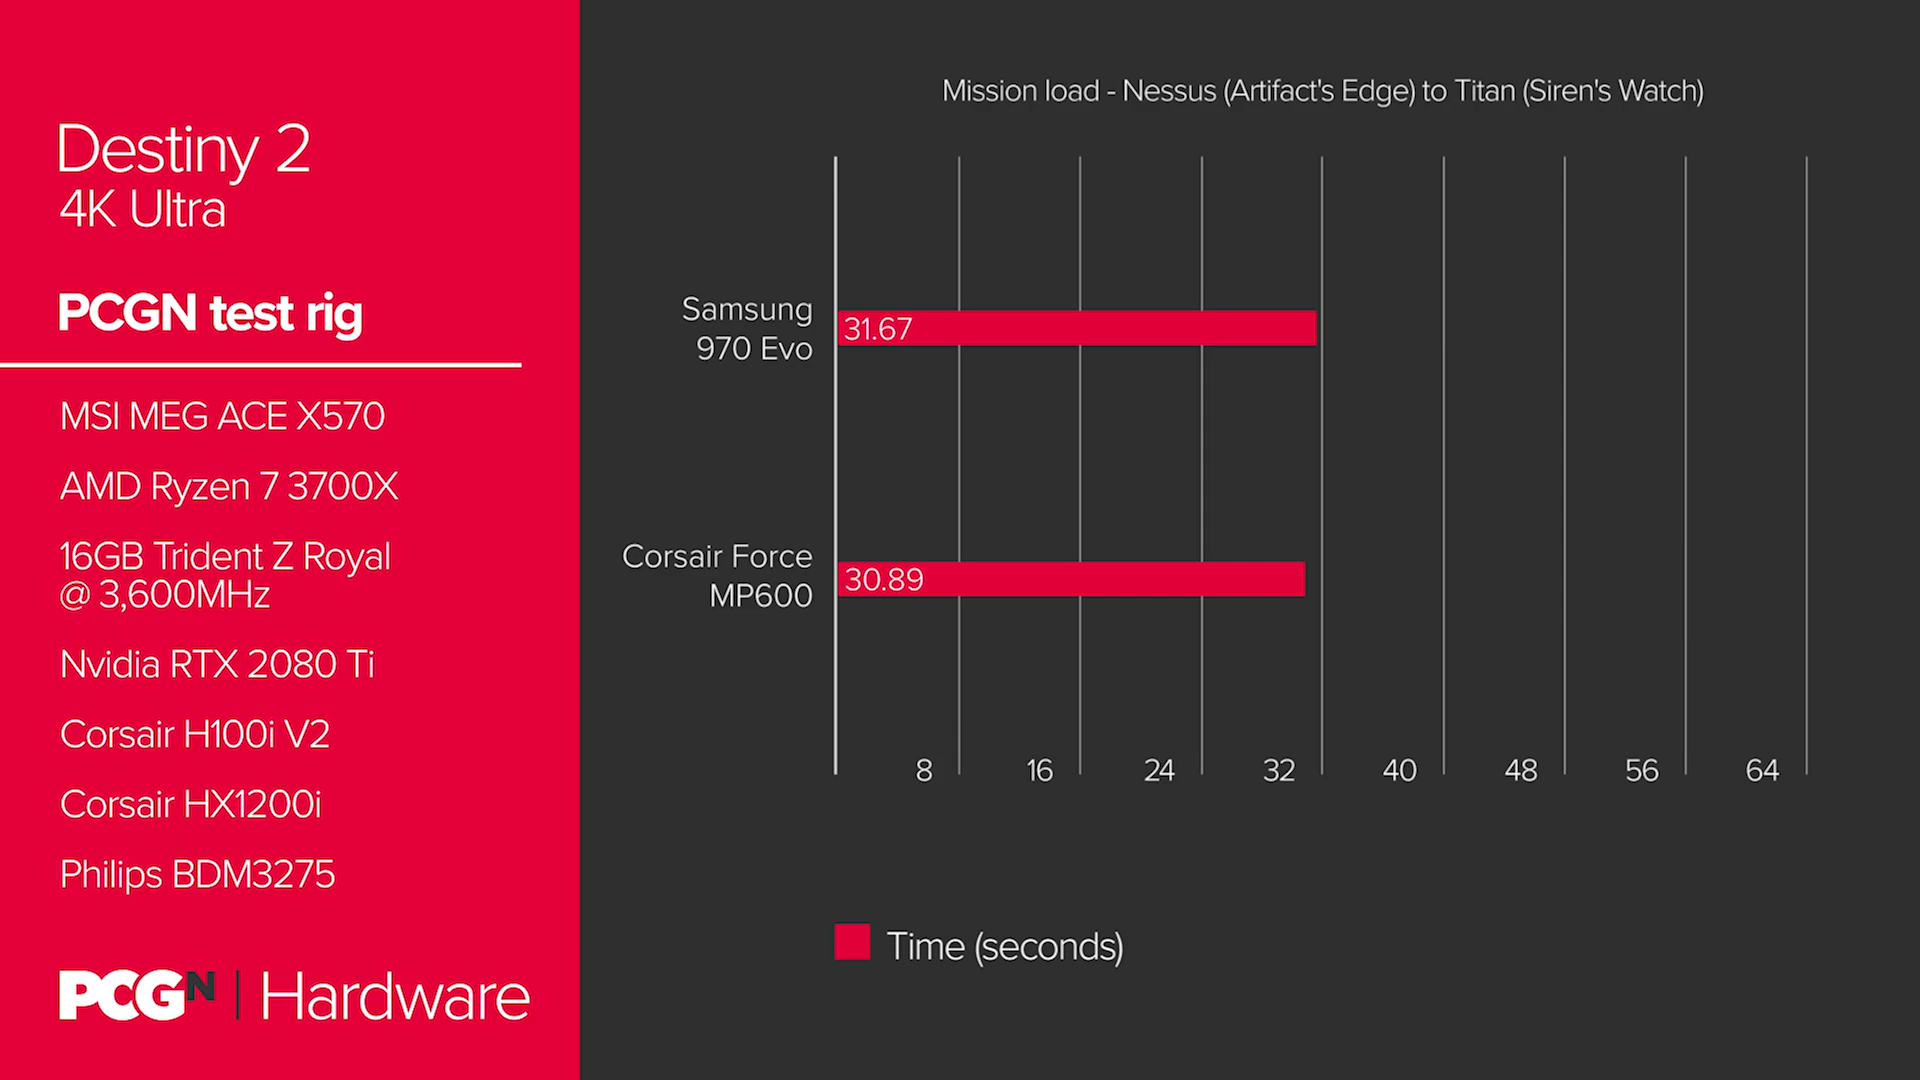 Destiny 2
4K Ultra
PCGN test rig
MSI MEG ACE X570
AMD Ryzen 7 3700X
16GB Trident Z Royal
@ 3,600MHz
Nvidia RTX 2080 Ti
Corsair H100i V2
Corsair HX1200i
Philips BDM3275
PCGN | Hardware
Mission load - Nessus (Artifact's Edge) to Titan (Siren's Watch)
Samsung
970 Evo
31.67
Corsair Force
MP600
30.89
8 16 24 32 40 48 56 64
Time (seconds)